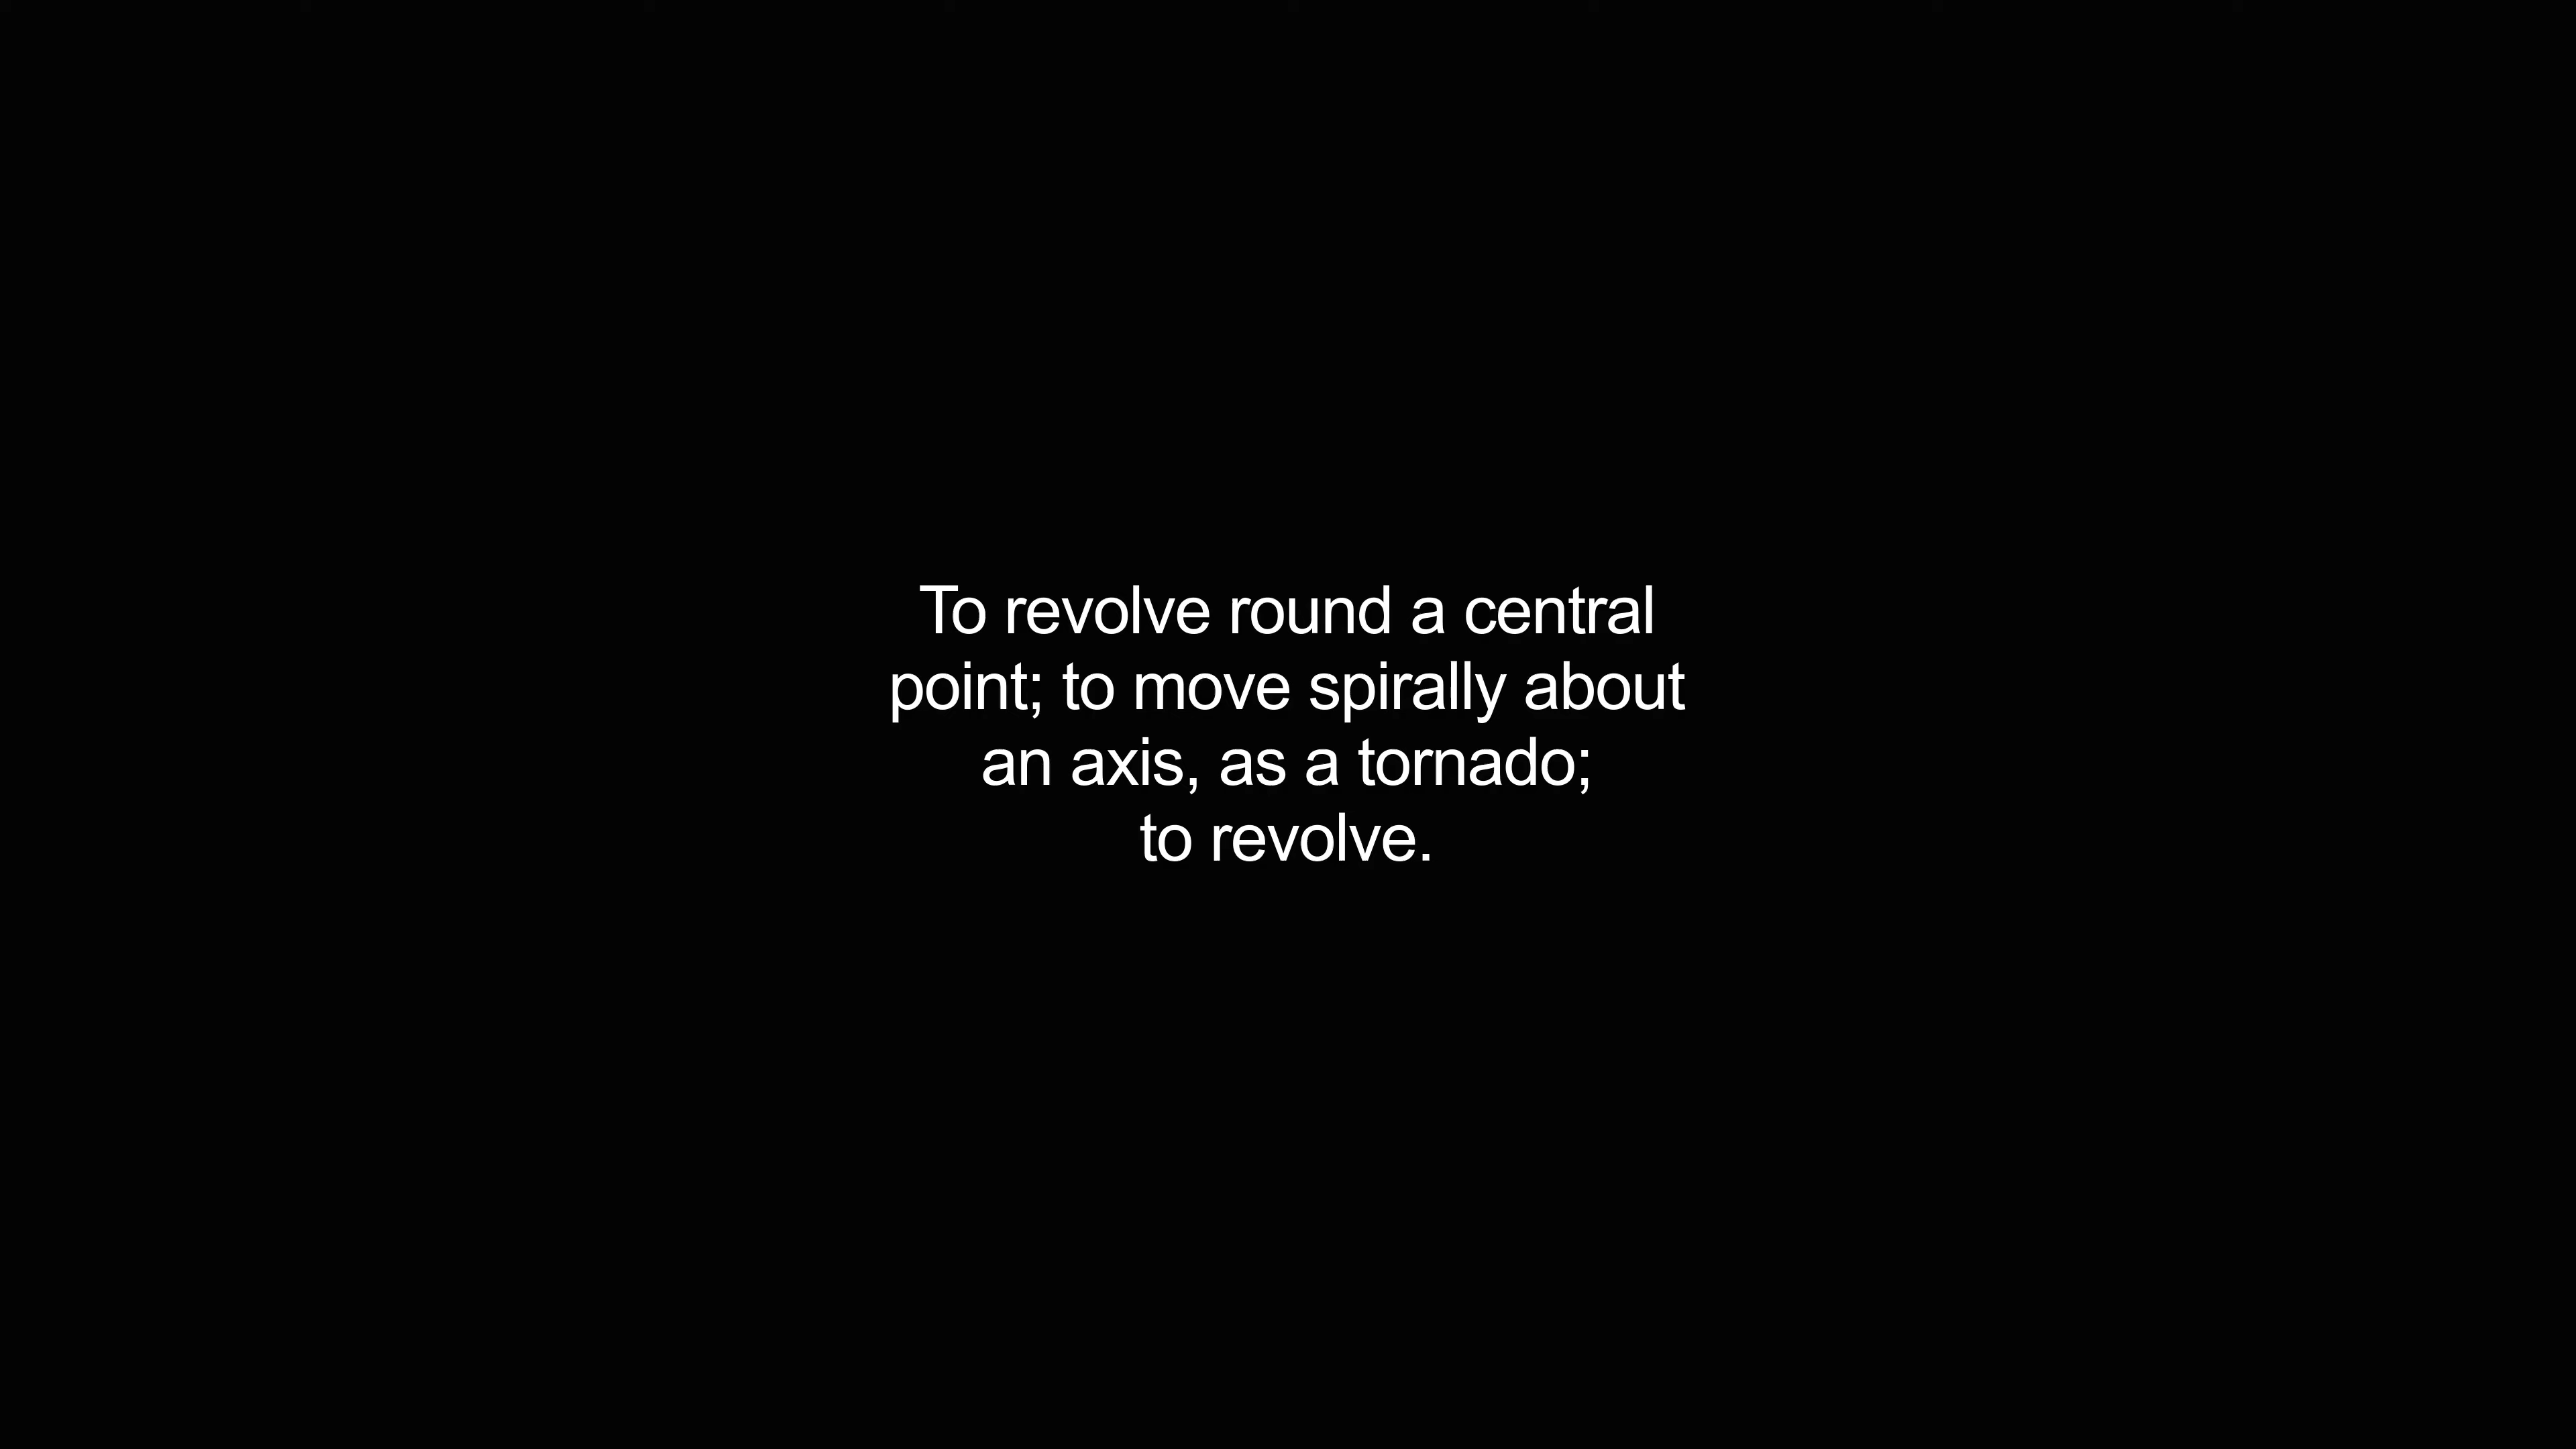 To revolve round a central
point; to move spirally about
an axis, as a tornado;
to revolve.